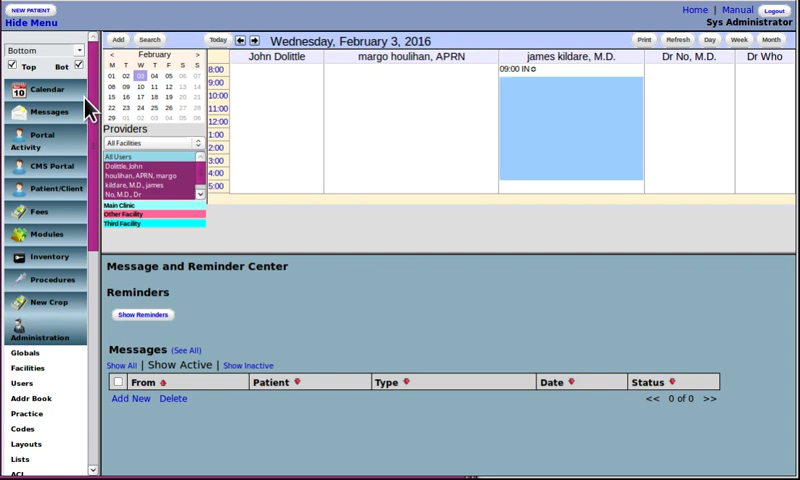 NEW PATIENT
Hide Menu
Home | Manual Logout
Sys Administrator
Bottom
Top Bot
Calendar
Messages
Portal
Activity
CMS Portal
Patient/Client
Fees
Modules
Inventory
Procedures
New Crop
Administration
Globals
Facilities
Users
Addr Book
Practice
Codes
Layouts
Lists
ACL
Add Search
Today Wednesday, February 3, 2016 Print Refresh Day Week Month
< February >
M T W T F S S
01 02 03 04 05 06 07
08 09 10 11 12 13 14
15 16 17 18 19 20 21
22 23 24 25 26 27 28
29 01 02 03 04 05 06
Providers
All Facilities
All Users
Dolittle, John
houlihan, APRN, margo
kildare, M.D., james
No, M.D., Dr
Main Clinic
Other Facility
Third Facility
John Dolittle margo houlihan, APRN james kildare, M.D. Dr No, M.D. Dr Who
8:00
9:00
10:00
11:00
12:00
1:00
2:00
3:00
4:00
5:00
09:00 IN
Message and Reminder Center
Reminders
Show Reminders
Messages (See All)
Show All | Show Active | Show Inactive
From Patient Type Date Status
Add New Delete << 0 of 0 >>